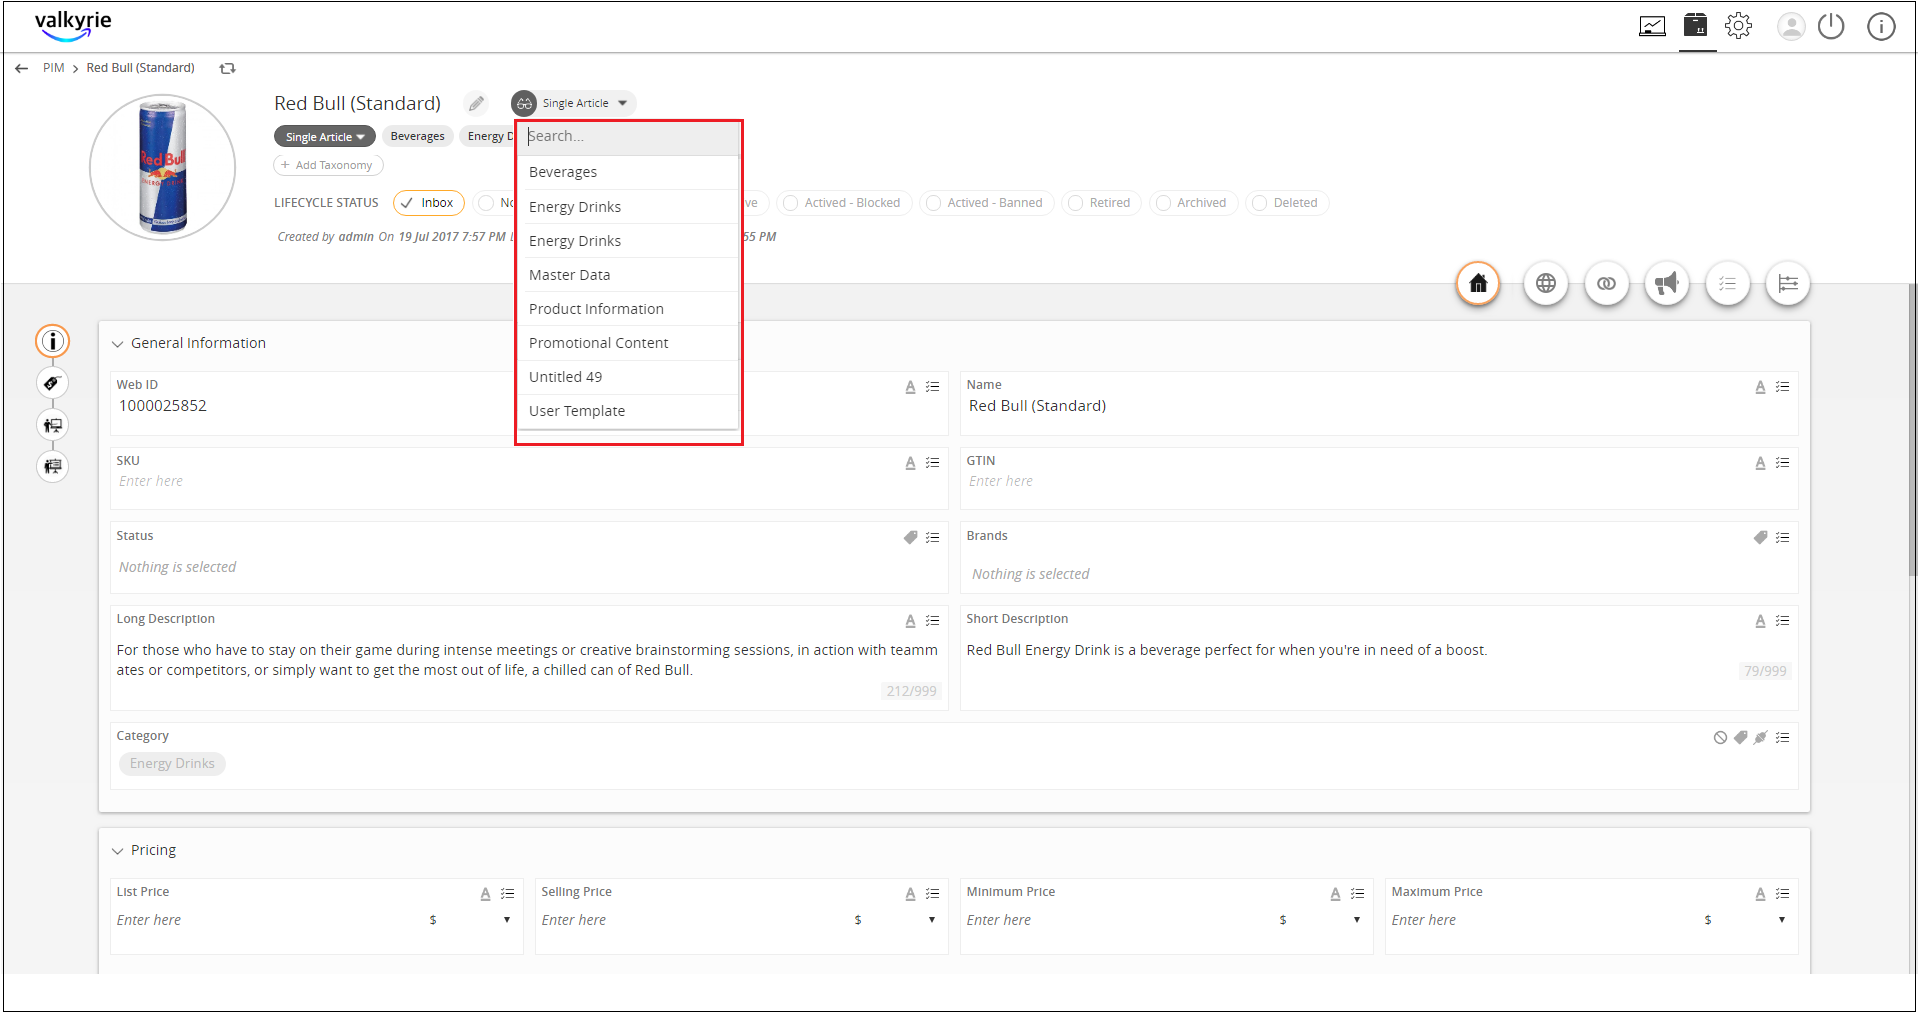 valkyrie
PIM > Red Bull (Standard)
Red Bull (Standard)
Single Article
Single Article
Beverages
Energy D
+ Add Taxonomy
Search...
Beverages
Energy Drinks
Energy Drinks
Master Data
Product Information
Promotional Content
Untitled 49
User Template
LIFECYCLE STATUS
Inbox
ve
Actived - Blocked
Actived - Banned
Retired
Archived
Deleted
Created by admin On 19 Jul 2017 7:57 PM
55 PM
Red Bull
ENERGY DRINK
General Information
Web ID
1000025852
Name
Red Bull (Standard)
SKU
Enter here
GTIN
Enter here
Status
Nothing is selected
Brands
Nothing is selected
Long Description
For those who have to stay on their game during intense meetings or creative brainstorming sessions, in action with teamm
ates or competitors, or simply want to get the most out of life, a chilled can of Red Bull.
212/999
Short Description
Red Bull Energy Drink is a beverage perfect for when you're in need of a boost.
79/999
Category
Energy Drinks
Pricing
List Price
Enter here
$
Selling Price
Enter here
$
Minimum Price
Enter here
$
Maximum Price
Enter here
$